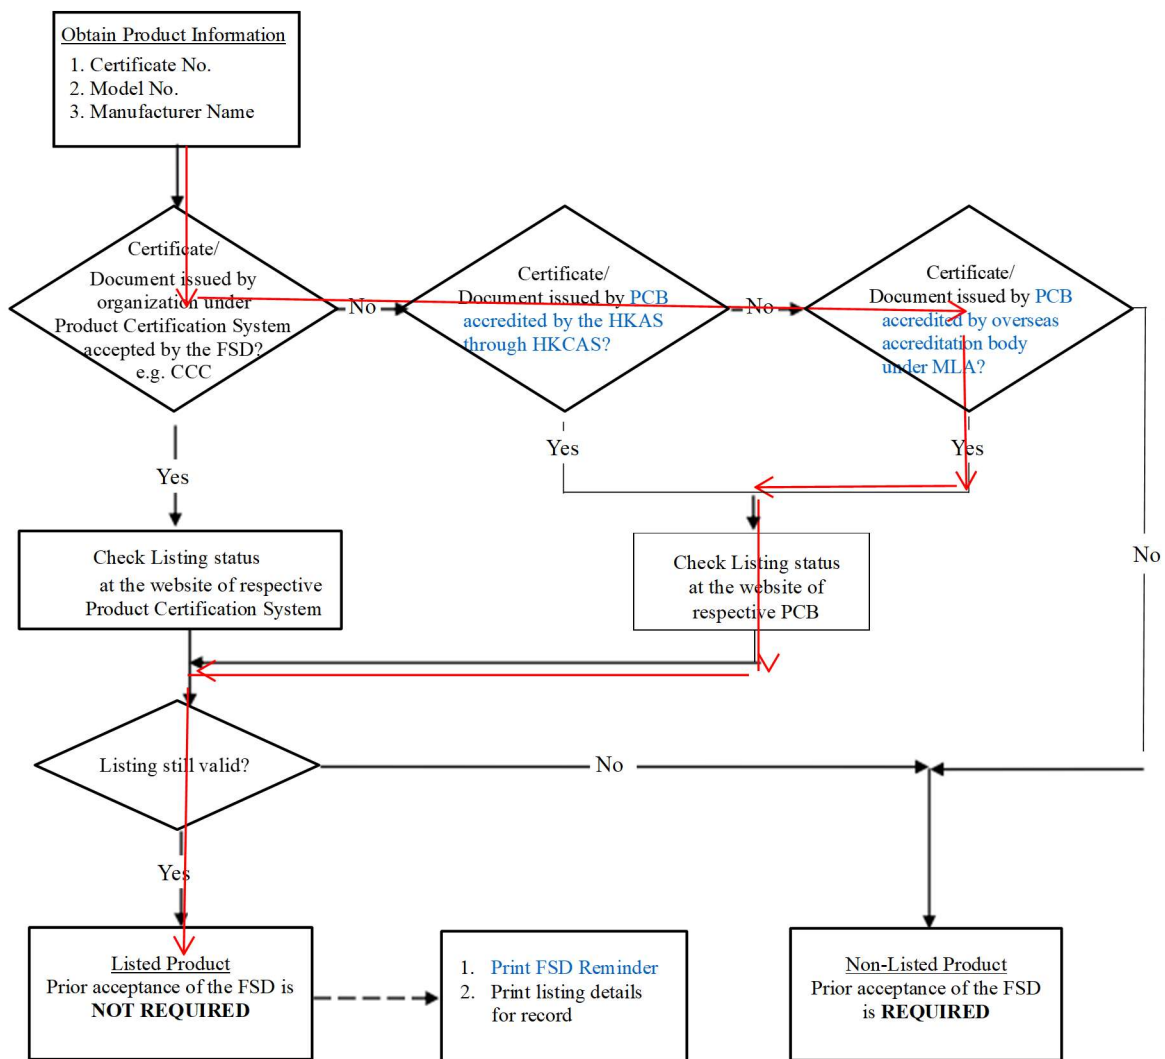 Obtain Product Information
1. Certificate No.
2. Model No.
3. Manufacturer Name
Certificate/
Document issued by
organization under
Product Certification System
accepted by the FSD?
e.g. CCC
No
Certificate/
Document issued by PCB
accredited by the HKAS
through HKCAS?
No
Certificate/
Document issued by PCB
accredited by overseas
accreditation body
under MLA?
Yes
Yes
Yes
No
Check Listing status
at the website of respective
Product Certification System
Check Listing status
at the website of
respective PCB
Listing still valid?
No
Yes
Listed Product
Prior acceptance of the FSD is
NOT REQUIRED
1. Print FSD Reminder
2. Print listing details
for record
Non-Listed Product
Prior acceptance of the FSD
is REQUIRED